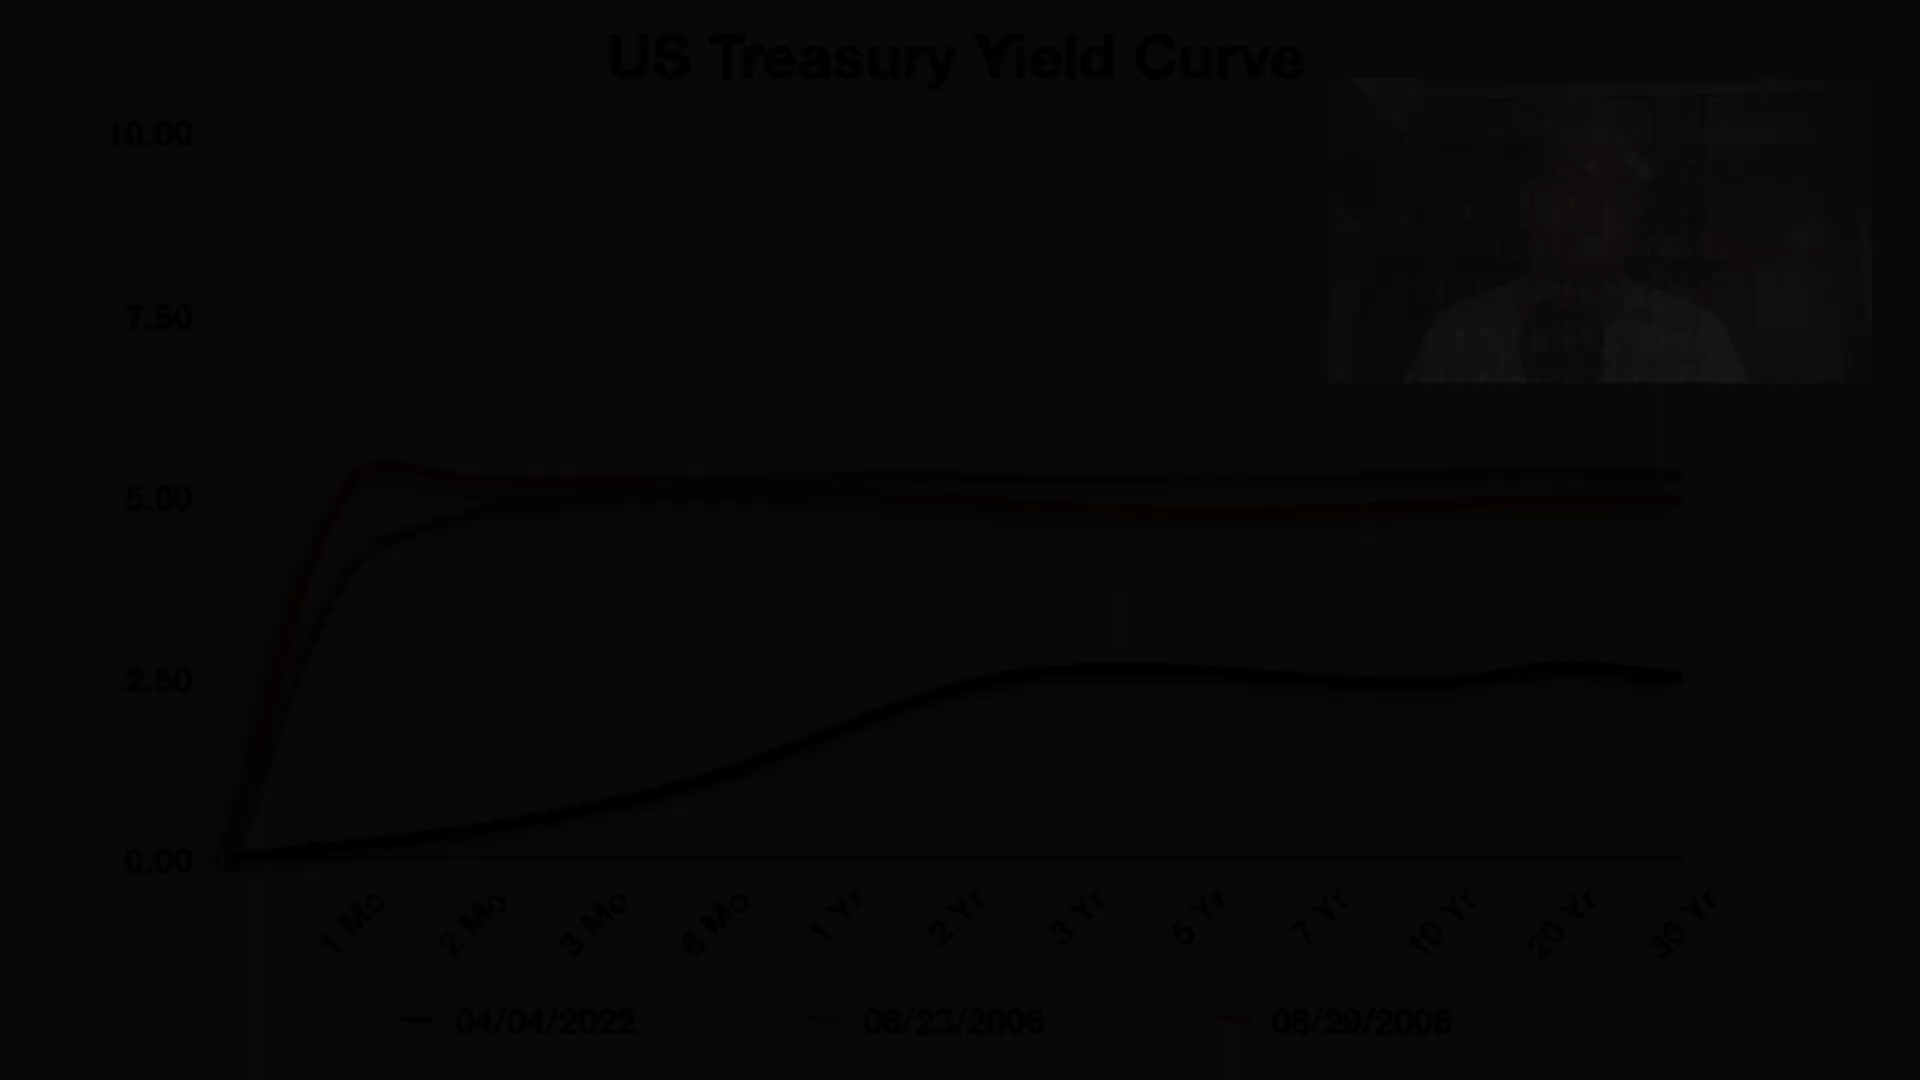 US Treasury Yield Curve
10.00
7.50
5.00
2.50
0.00
1 Mo
2 Mo
3 Mo
6 Mo
1 Yr
2 Yr
3 Yr
5 Yr
7 Yr
10 Yr
20 Yr
30 Yr
04/04/2022
06/23/2006
08/20/2006